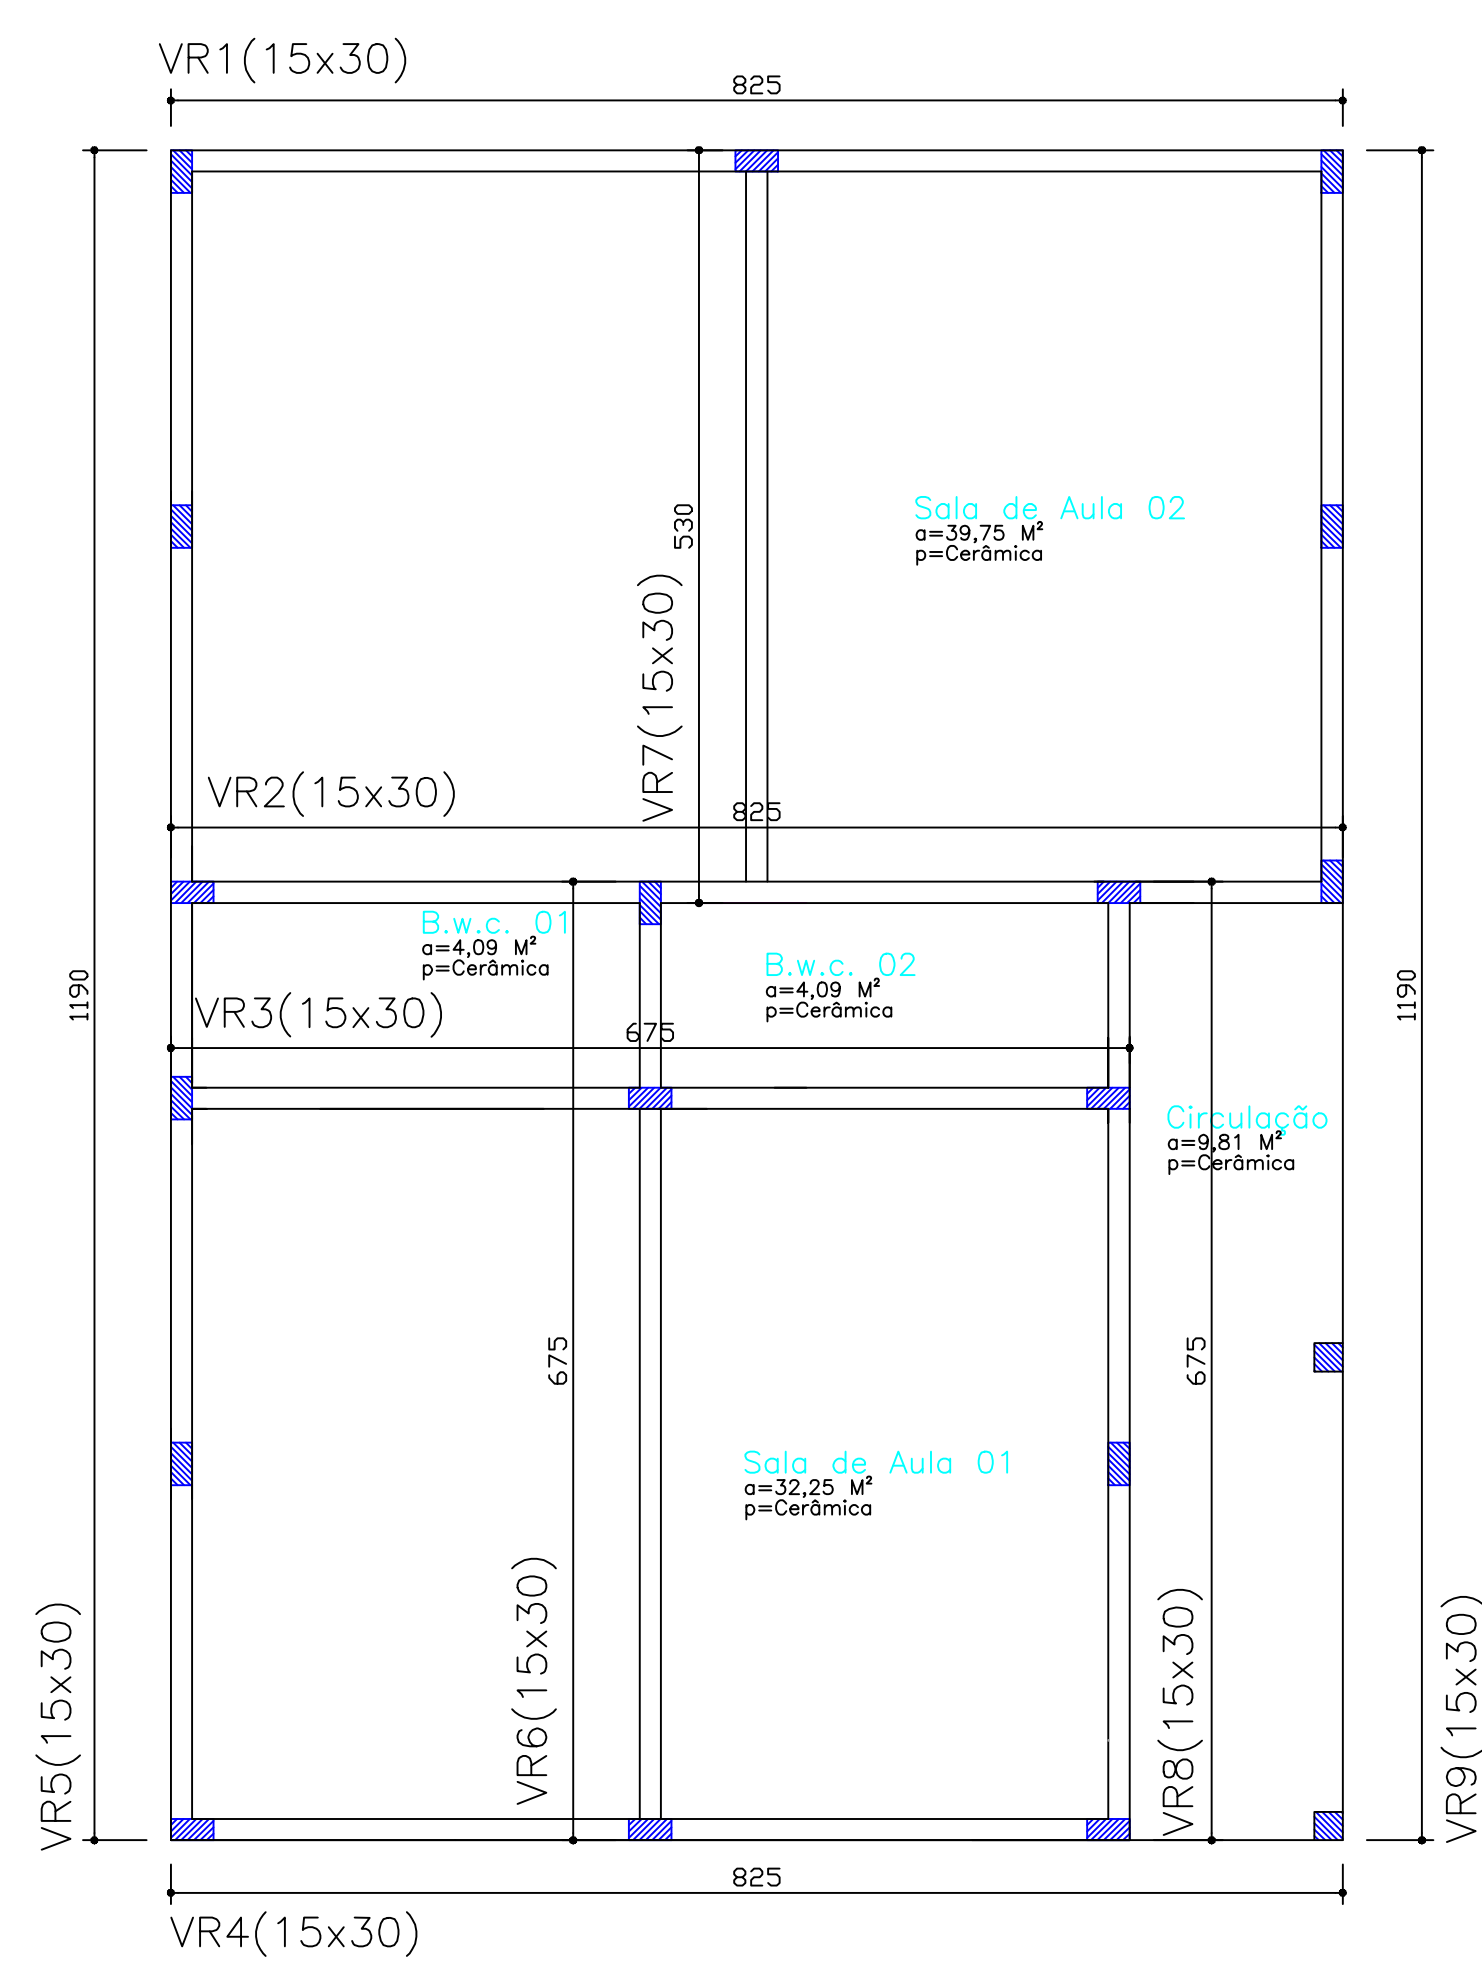 VR1(15x30)
825
530
Sala de Aula 02
a=39,75 M²
p=Cerâmica
VR7(15x30)
VR2(15x30)
825
B.w.c. 01
a=4,09 M²
p=Cerâmica
B.w.c. 02
a=4,09 M²
p=Cerâmica
1190
1190
VR3(15x30)
675
Circulação
a=9,81 M²
p=Cerâmica
675
675
Sala de Aula 01
a=32,25 M²
p=Cerâmica
VR5(15x30)
VR6(15x30)
VR8(15x30)
VR9(15x30)
825
VR4(15x30)